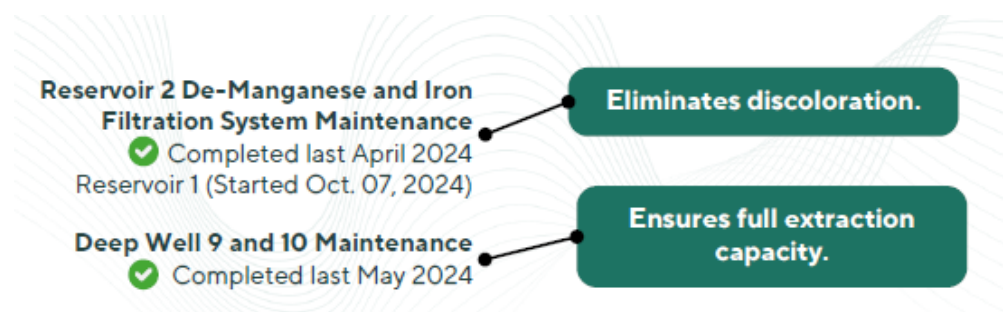 Reservoir 2 De-Manganese and Iron
Filtration System Maintenance
Completed last April 2024
Reservoir 1 (Started Oct. 07, 2024)
Eliminates discoloration.
Deep Well 9 and 10 Maintenance
Completed last May 2024
Ensures full extraction
capacity.